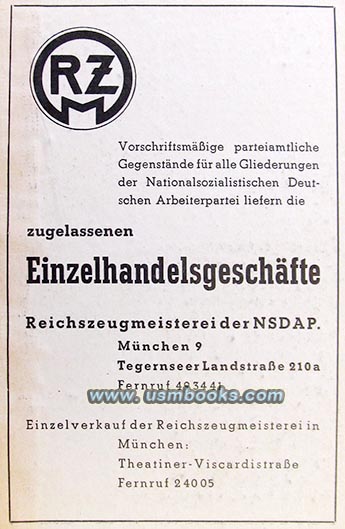 RZM
Vorschriftsmäßige parteiamtliche
Gegenstände für alle Gliederungen
der Nationalsozialistischen Deut-
schen Arbeiterpartei liefern die
zugelassenen
Einzelhandelsgeschäfte
Reichszeugmeisterei der NSDAP.
München 9
Tegernseer Landstraße 210a
Fernruf 483441
www.usmbooks.com
Einzelverkauf der Reichszeugmeisterei in
München:
Theatiner-Viscardistraße
Fernruf 24005